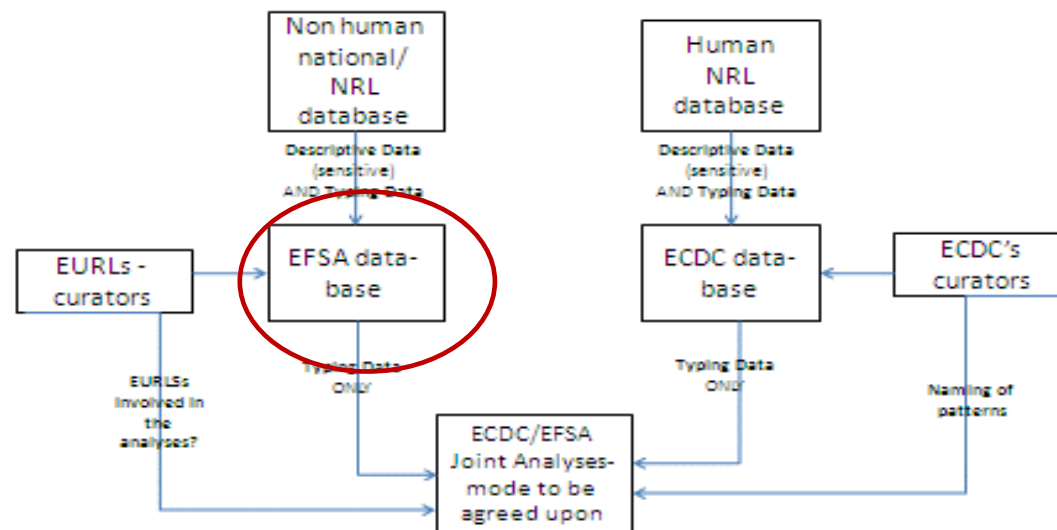 Non human
national/
NRL
database
Human
NRL
database
Descriptive Data
(sensitive)
AND Typing Data
Descriptive Data
(sensitive)
AND Typing Data
EURLs -
curators
EFSA data-
base
ECDC data-
base
ECDC's
curators
Typing Data
ONLY
Typing Data
ONLY
EURLSs
Involved in
the
analyses?
Naming of
patterns
ECDC/EFSA
Joint Analyses-
mode to be
agreed upon